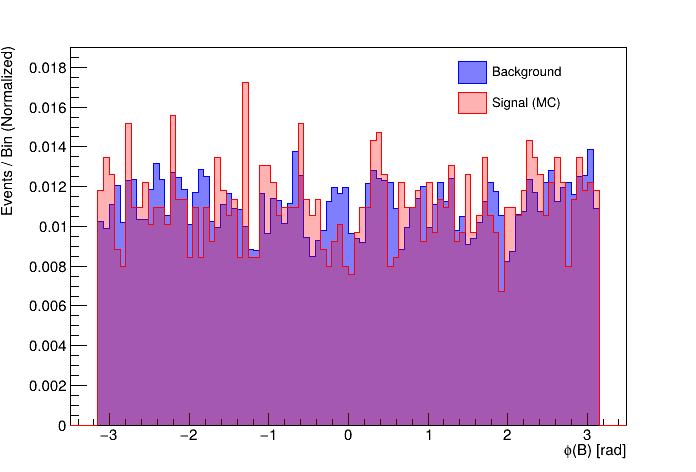 Events / Bin (Normalized)
0.018
0.016
0.014
0.012
0.01
0.008
0.006
0.004
0.002
0
Background
Signal (MC)
−3 −2 −1 0 1 2 3
ϕ(B) [rad]